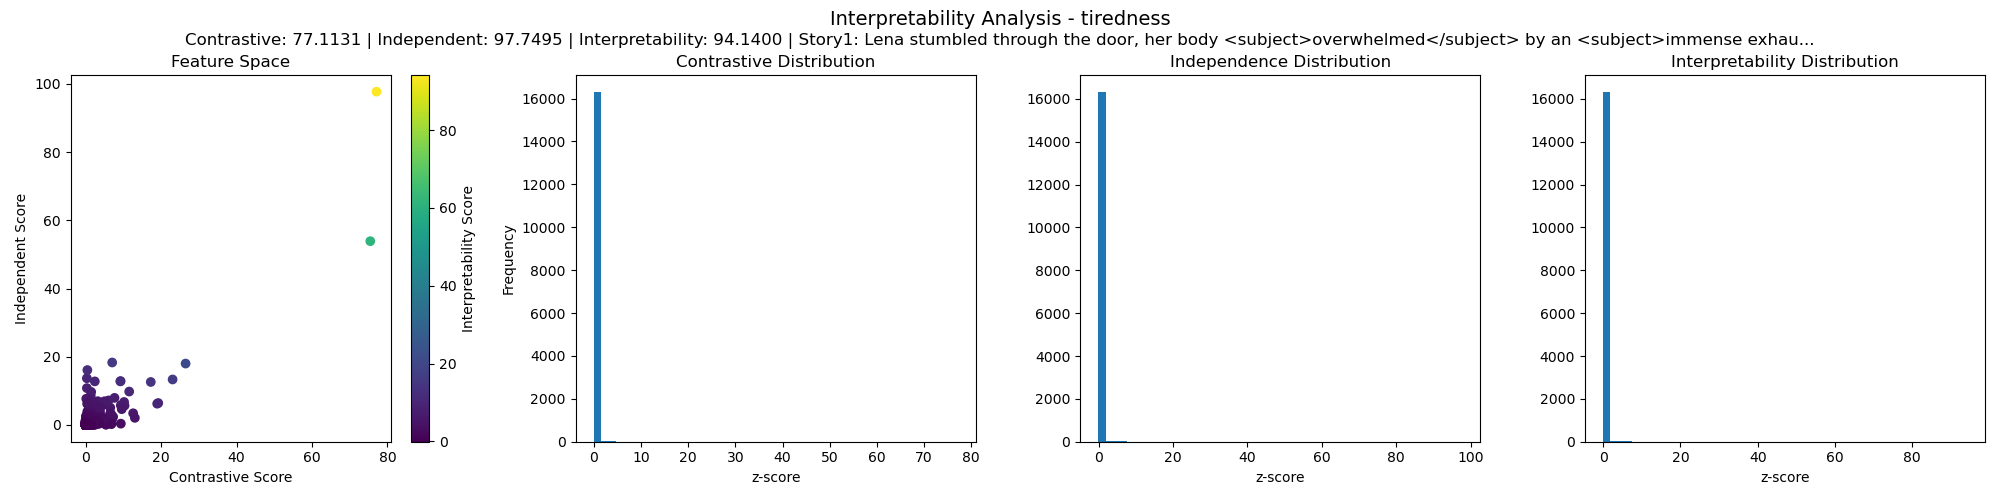 Interpretability Analysis - tiredness
Contrastive: 77.1131 | Independent: 97.7495 | Interpretability: 94.1400 | Story1: Lena stumbled through the door, her body <subject>overwhelmed</subject> by an <subject>immense exhau...
Feature Space
100
80
60
40
20
0
Independent Score
0 20 40 60 80
Contrastive Score
80
60
40
20
0
Interpretability Score
Contrastive Distribution
16000
14000
12000
10000
8000
6000
4000
2000
0
Frequency
0 10 20 30 40 50 60 70 80
z-score
Independence Distribution
16000
14000
12000
10000
8000
6000
4000
2000
0
0 20 40 60 80 100
z-score
Interpretability Distribution
16000
14000
12000
10000
8000
6000
4000
2000
0
0 20 40 60 80
z-score